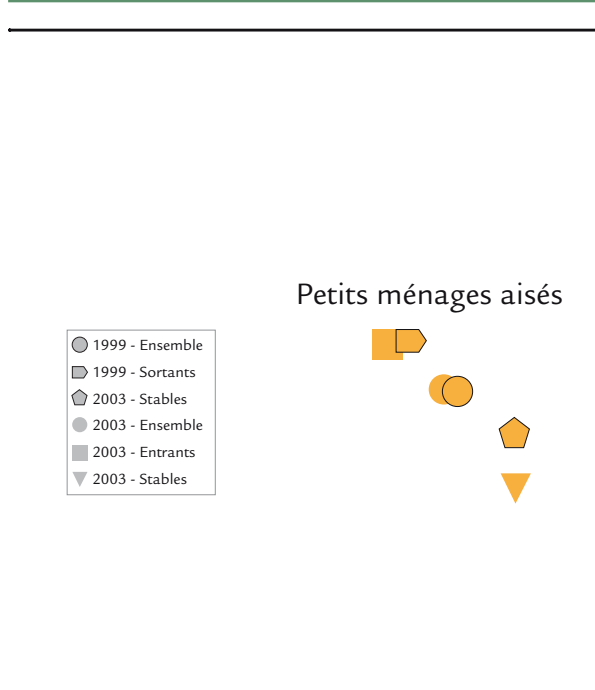 Petits ménages aisés
1999 - Ensemble
1999 - Sortants
2003 - Stables
2003 - Ensemble
2003 - Entrants
2003 - Stables